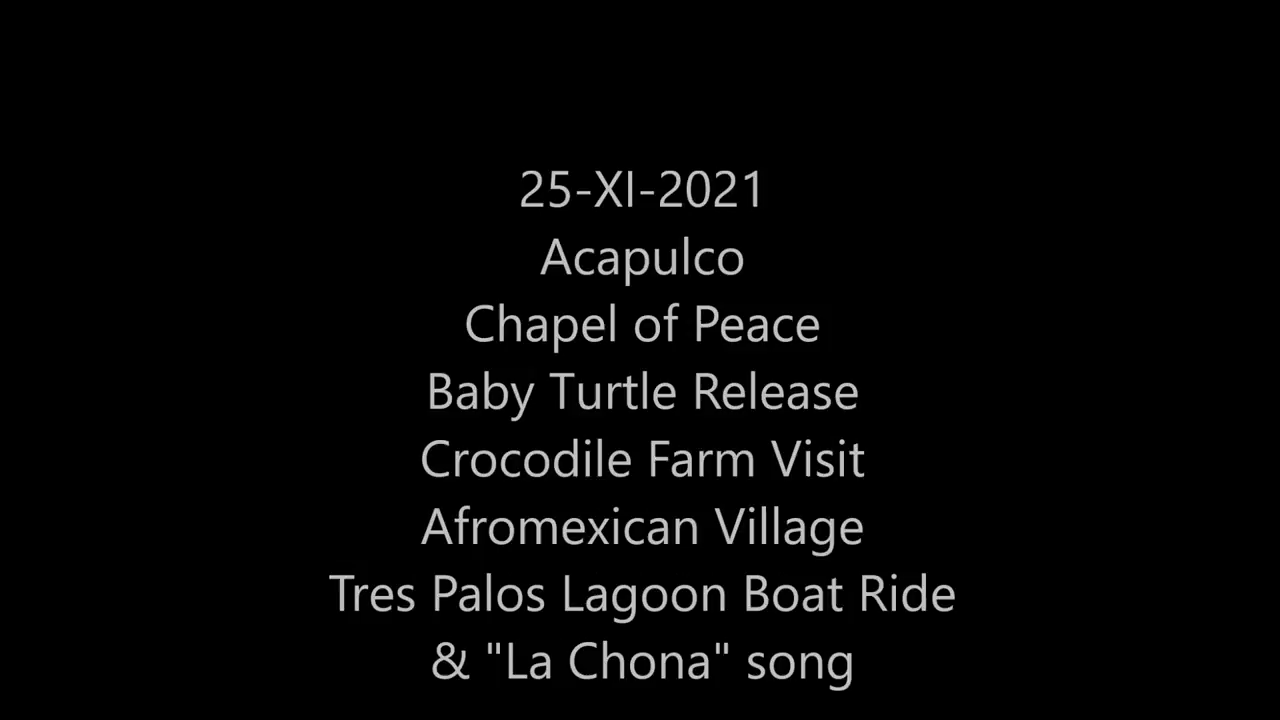 25-XI-2021
Acapulco
Chapel of Peace
Baby Turtle Release
Crocodile Farm Visit
Afromexican Village
Tres Palos Lagoon Boat Ride
& "La Chona" song